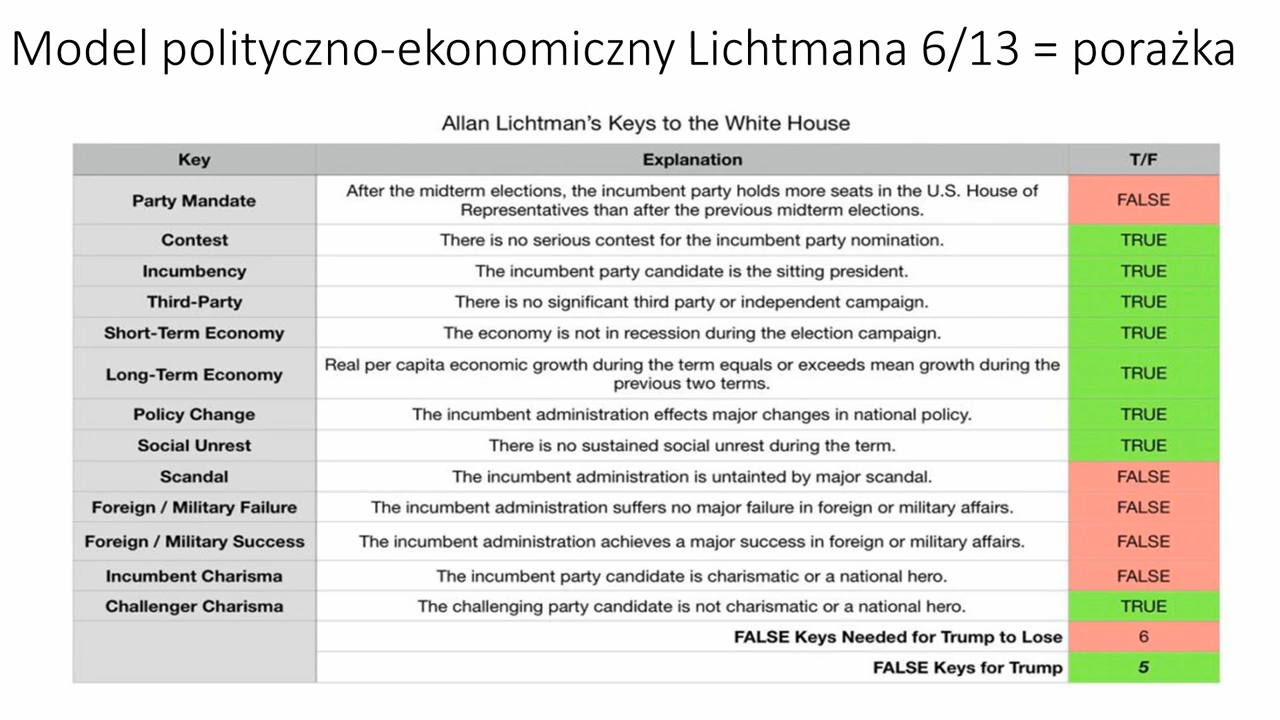 Model polityczno-ekonomiczny Lichtmana 6/13 = porażka
Allan Lichtman's Keys to the White House
Key Explanation T/F
Party Mandate After the midterm elections, the incumbent party holds more seats in the U.S. House of Representatives than after the previous midterm elections. FALSE
Contest There is no serious contest for the incumbent party nomination. TRUE
Incumbency The incumbent party candidate is the sitting president. TRUE
Third-Party There is no significant third party or independent campaign. TRUE
Short-Term Economy The economy is not in recession during the election campaign. TRUE
Long-Term Economy Real per capita economic growth during the term equals or exceeds mean growth during the previous two terms. TRUE
Policy Change The incumbent administration effects major changes in national policy. TRUE
Social Unrest There is no sustained social unrest during the term. TRUE
Scandal The incumbent administration is untainted by major scandal. FALSE
Foreign / Military Failure The incumbent administration suffers no major failure in foreign or military affairs. FALSE
Foreign / Military Success The incumbent administration achieves a major success in foreign or military affairs. FALSE
Incumbent Charisma The incumbent party candidate is charismatic or a national hero. FALSE
Challenger Charisma The challenging party candidate is not charismatic or a national hero. TRUE
FALSE Keys Needed for Trump to Lose 6
FALSE Keys for Trump 5